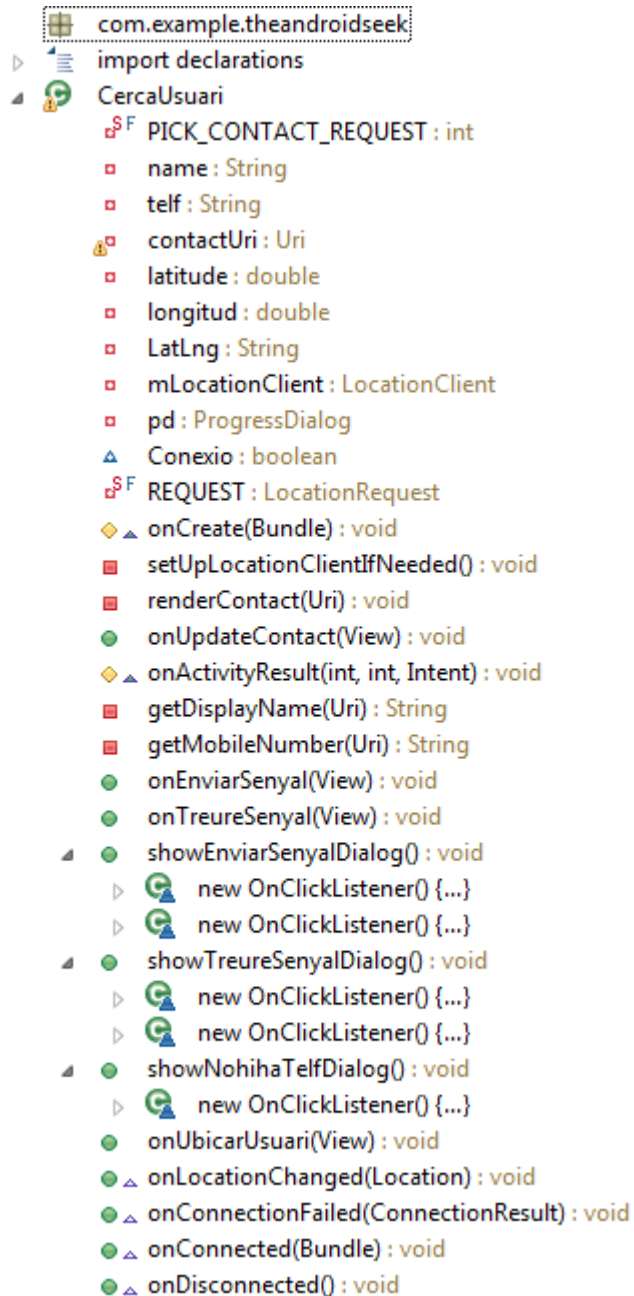 com.example.theandroidseek
import declarations
CercaUsuari
S F PICK_CONTACT_REQUEST : int
name : String
telf : String
contactUri : Uri
latitude : double
longitud : double
LatLng : String
mLocationClient : LocationClient
pd : ProgressDialog
Conexio : boolean
S F REQUEST : LocationRequest
onCreate(Bundle) : void
setUpLocationClientIfNeeded() : void
renderContact(Uri) : void
onUpdateContact(View) : void
onActivityResult(int, int, Intent) : void
getDisplayName(Uri) : String
getMobileNumber(Uri) : String
onEnviarSenyal(View) : void
onTreureSenyal(View) : void
showEnviarSenyalDialog() : void
new OnClickListener() {...}
new OnClickListener() {...}
showTreureSenyalDialog() : void
new OnClickListener() {...}
new OnClickListener() {...}
showNohihaTelfDialog() : void
new OnClickListener() {...}
onUbicarUsuari(View) : void
onLocationChanged(Location) : void
onConnectionFailed(ConnectionResult) : void
onConnected(Bundle) : void
onDisconnected() : void